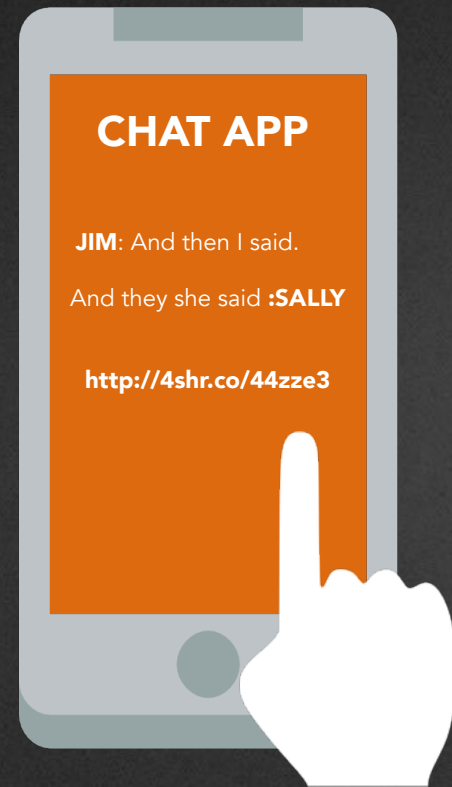 CHAT APP
JIM: And then I said.
And they she said :SALLY
http://4shr.co/44zze3